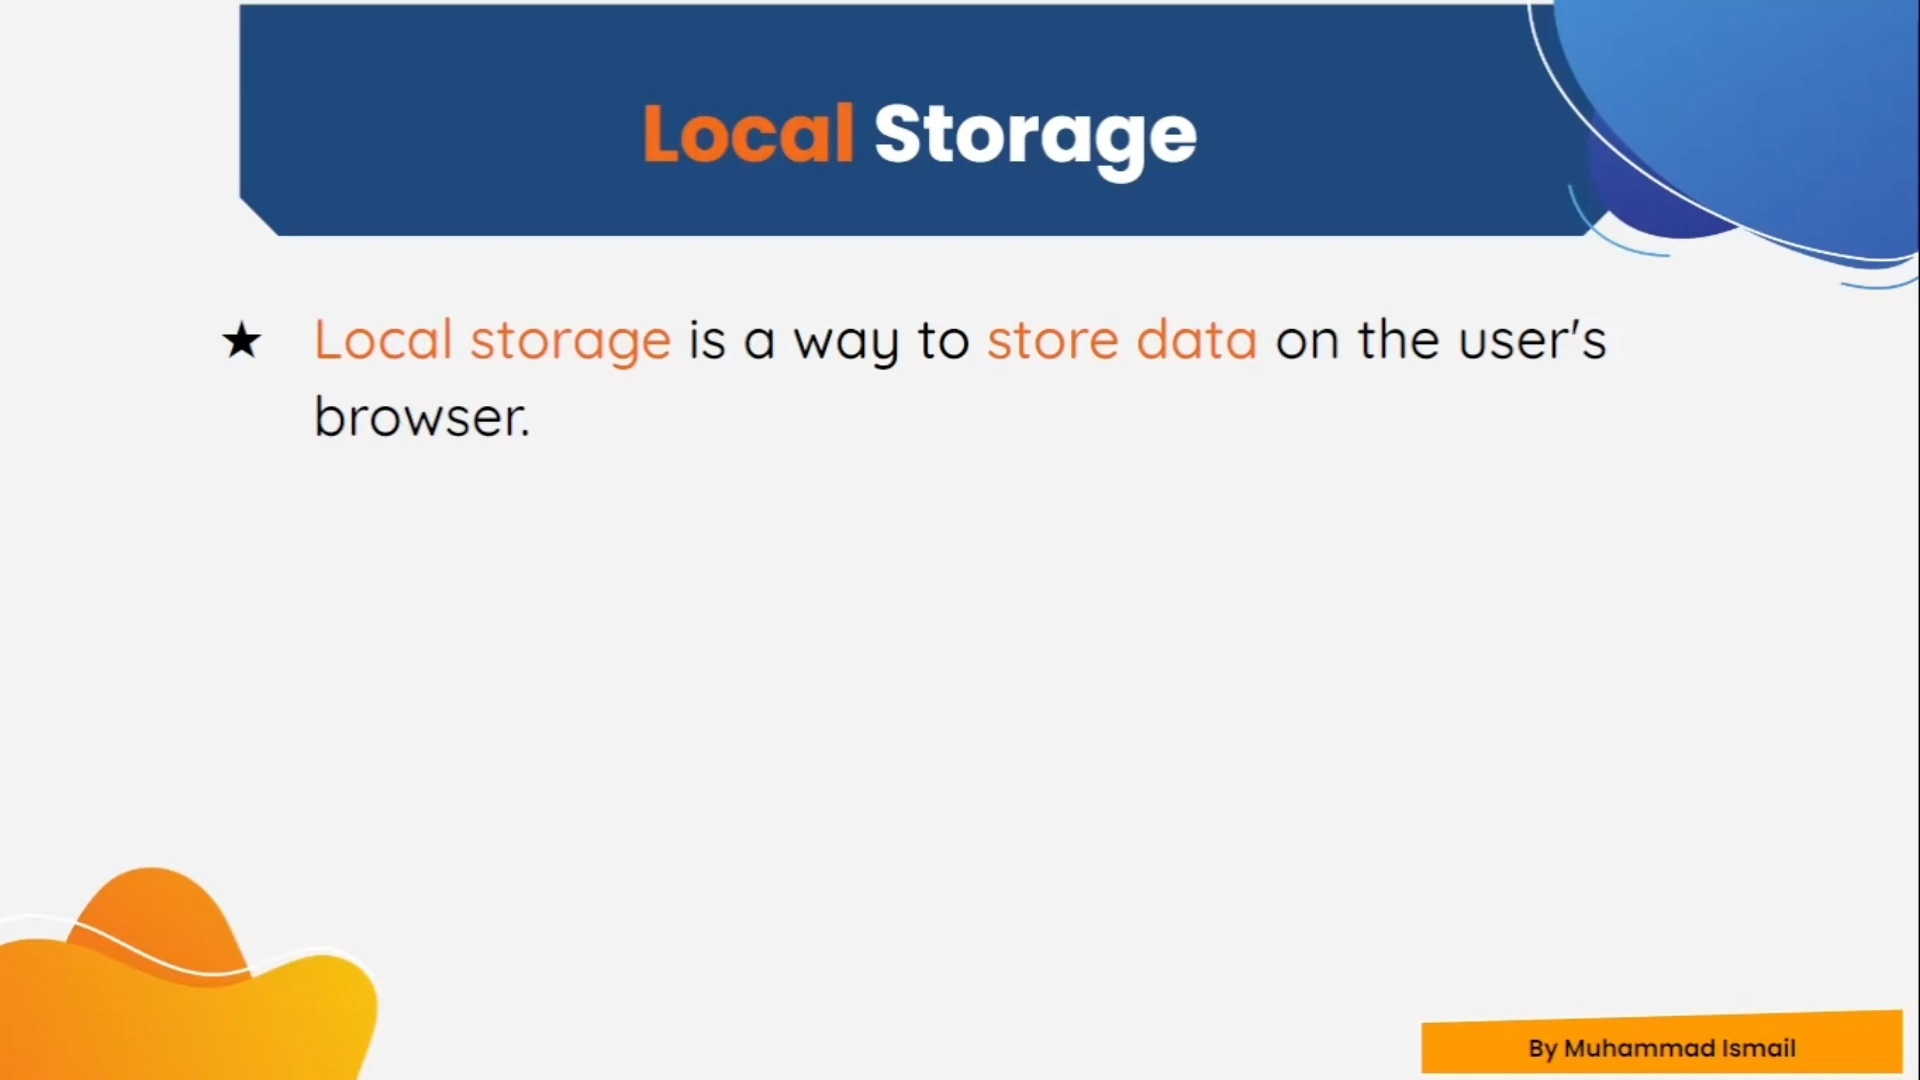 Local Storage
★ Local storage is a way to store data on the user's
browser.
By Muhammad Ismail